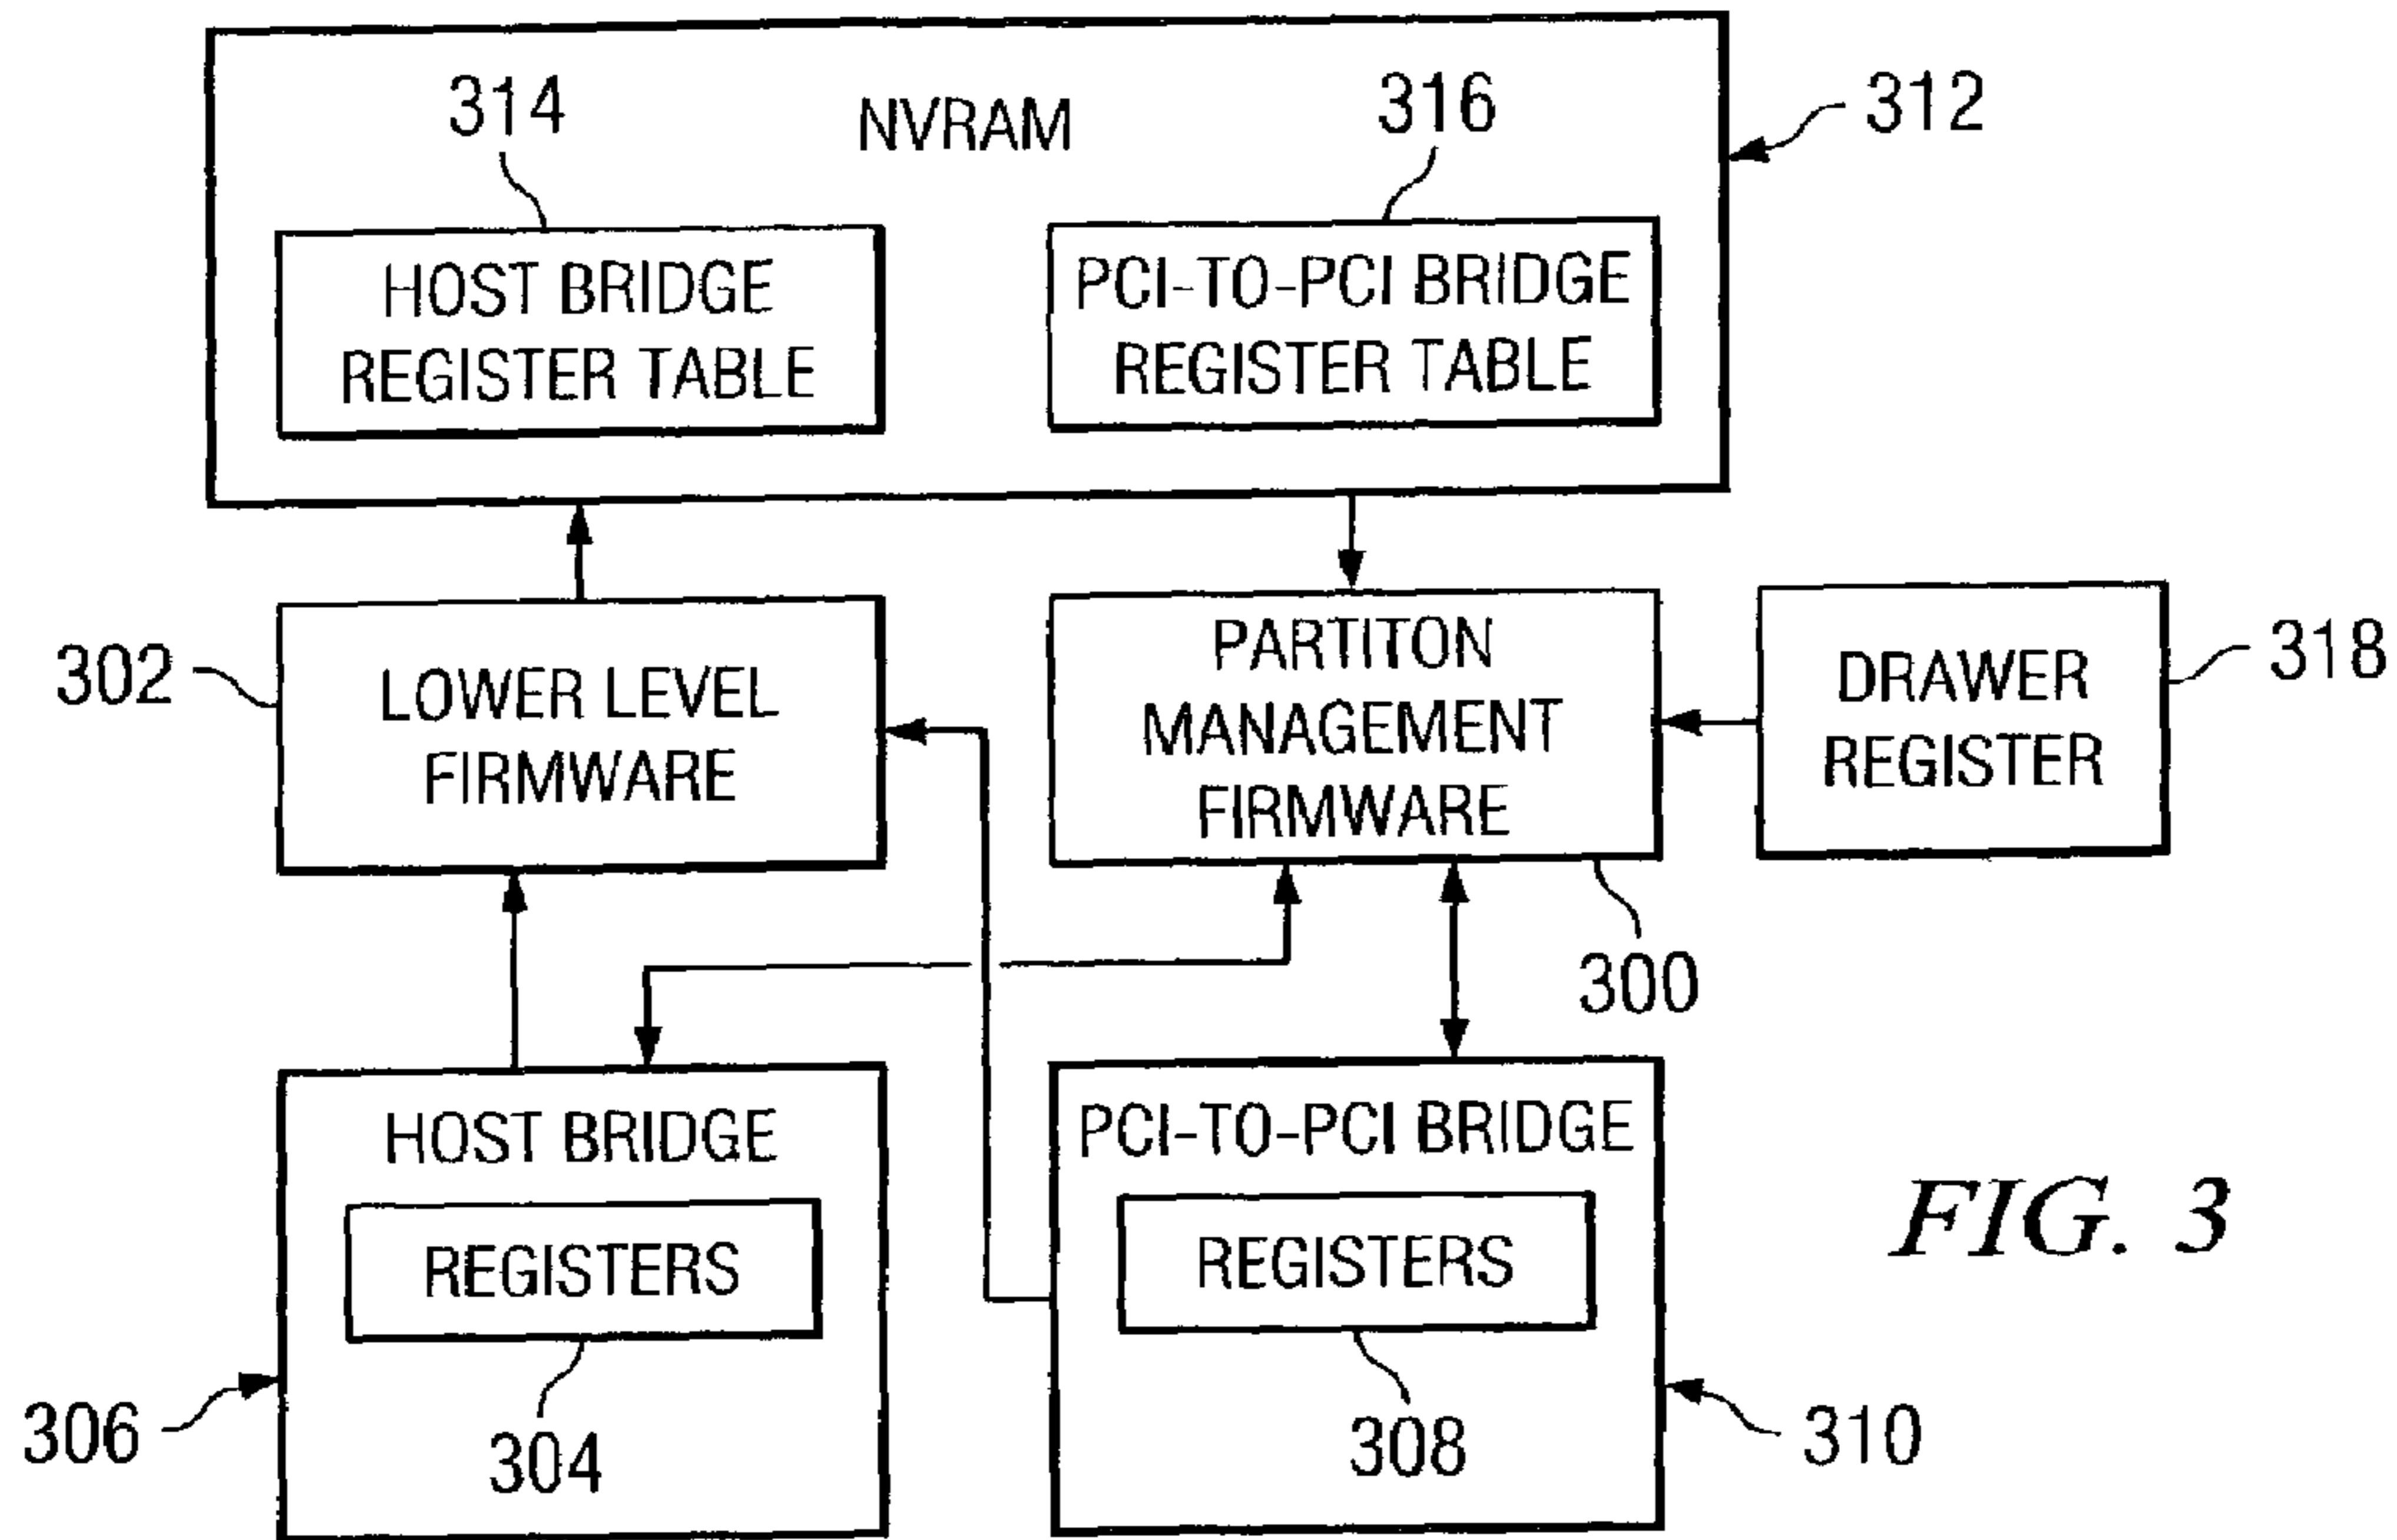 314
NVRAM
316
312
HOST BRIDGE
REGISTER TABLE
PCI-TO-PCI BRIDGE
REGISTER TABLE
302
LOWER LEVEL
FIRMWARE
PARTITON
MANAGEMENT
FIRMWARE
DRAWER
REGISTER
318
300
HOST BRIDGE
REGISTERS
304
306
PCI-TO-PCI BRIDGE
REGISTERS
308
310
FIG. 3